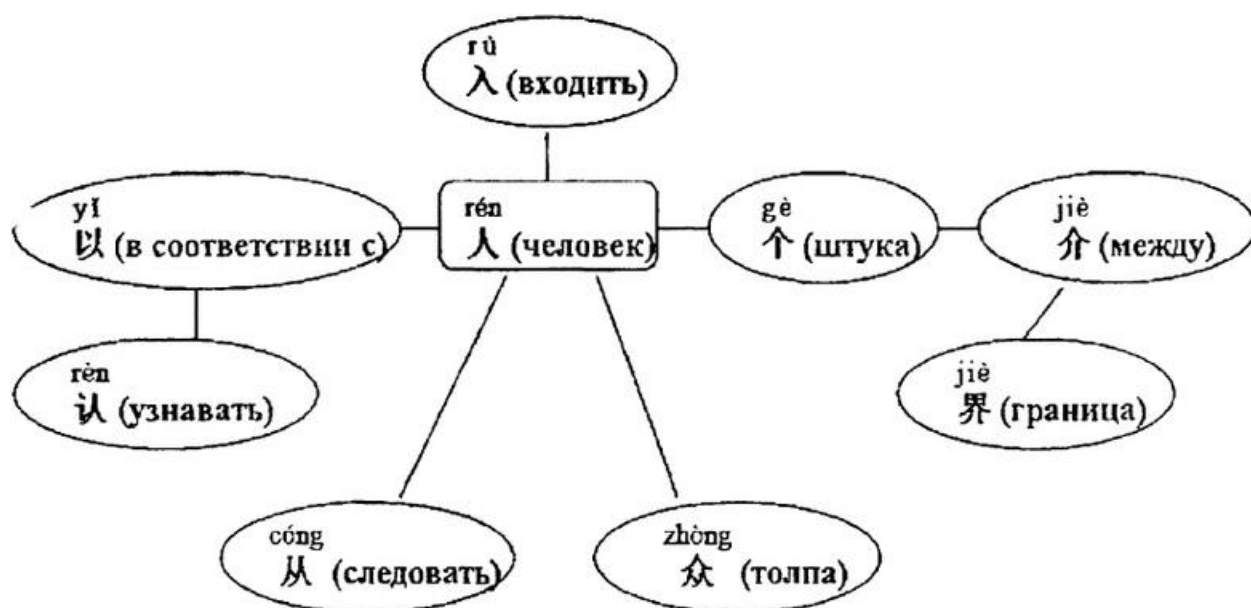 rù
入 (входить)
yǐ
以 (в соответствии с)
rén
人 (человек)
gè
个 (штука)
jiè
介 (между)
rèn
认 (узнавать)
jiè
界 (граница)
cóng
从 (следовать)
zhòng
众 (толпа)